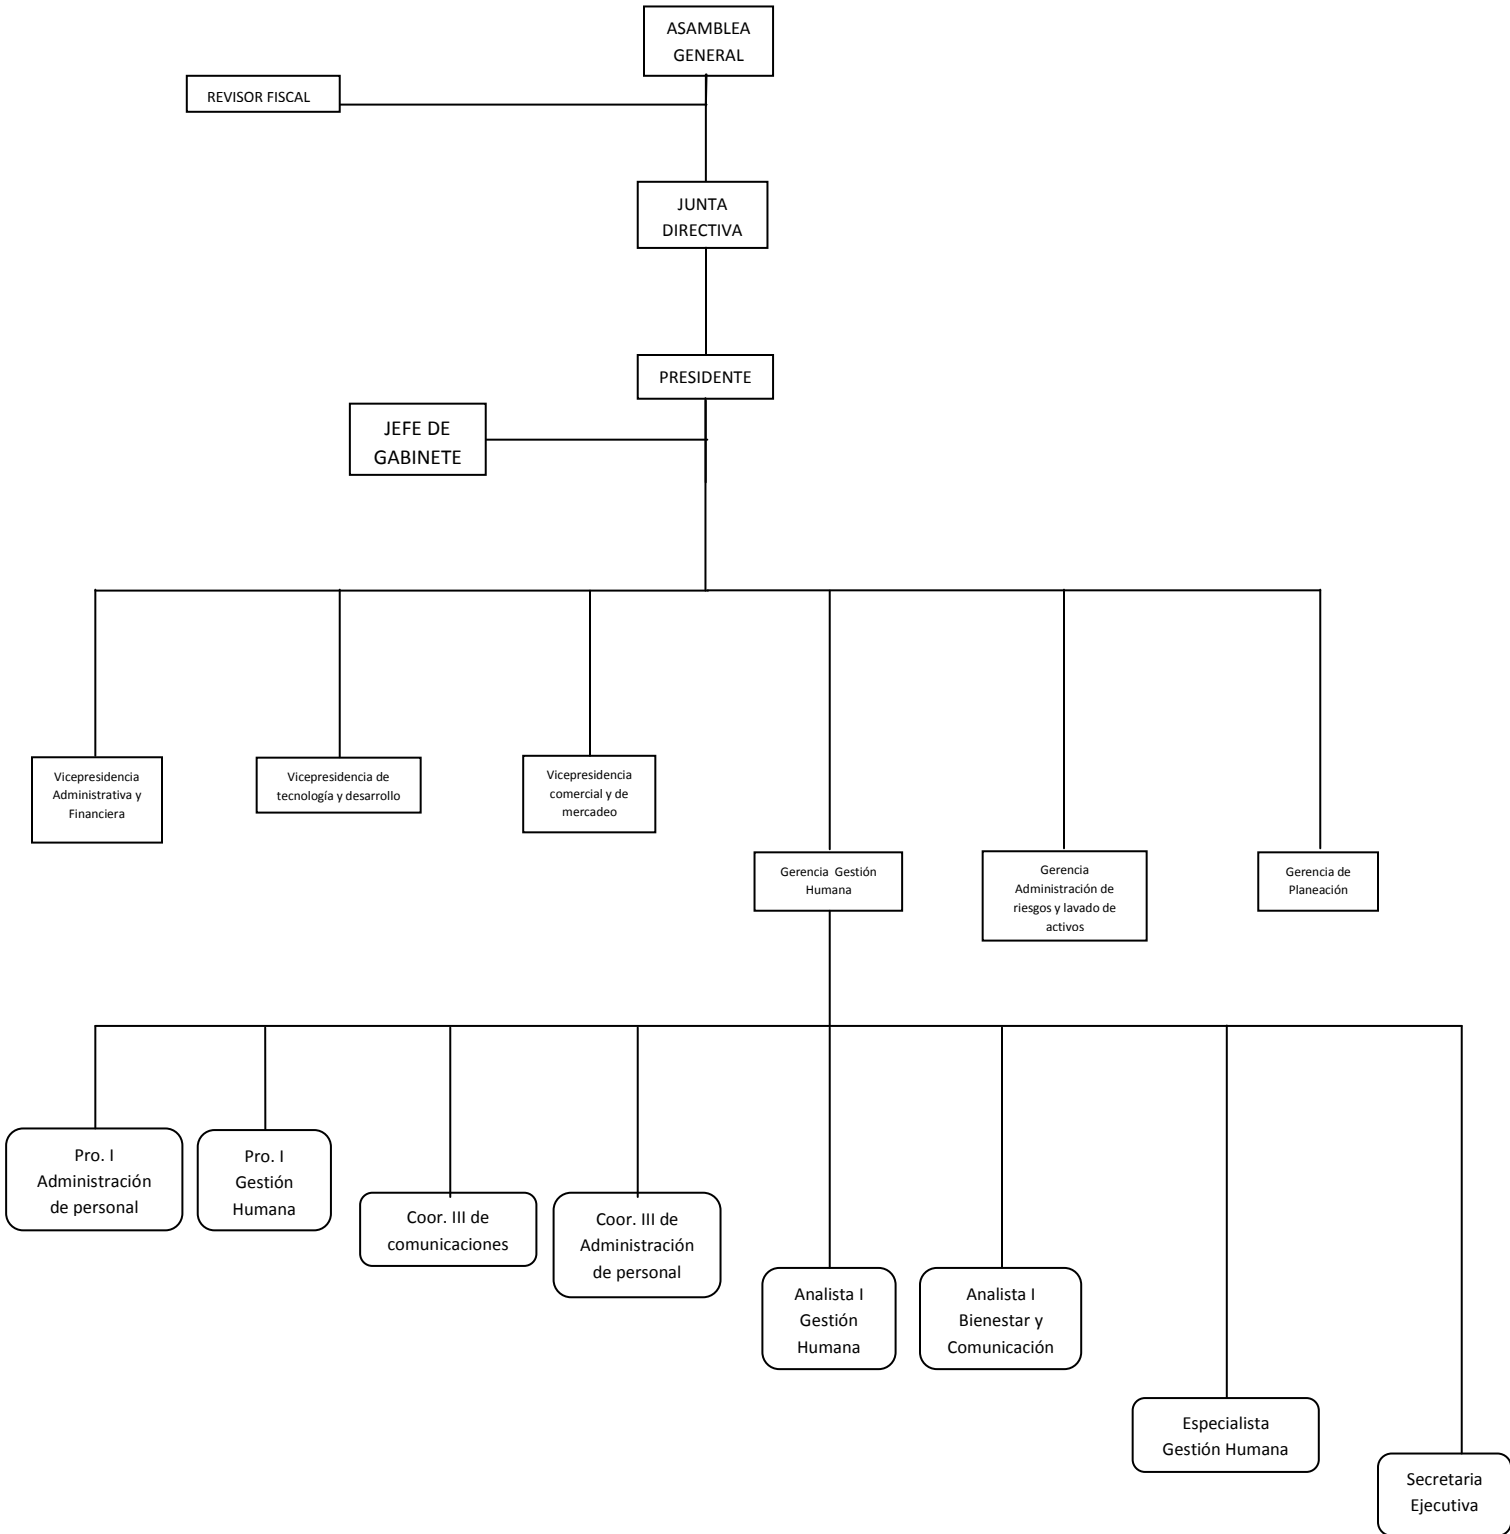 ASAMBLEA
GENERAL
REVISOR FISCAL
JUNTA
DIRECTIVA
PRESIDENTE
JEFE DE
GABINETE
Vicepresidencia
Administrativa y
Financiera
Vicepresidencia de
tecnología y desarrollo
Vicepresidencia
comercial y de
mercadeo
Gerencia Gestión
Humana
Gerencia
Administración de
riesgos y lavado de
activos
Gerencia de
Planeación
Pro. I
Administración
de personal
Pro. I
Gestión
Humana
Coor. III de
comunicaciones
Coor. III de
Administración
de personal
Analista I
Gestión
Humana
Analista I
Bienestar y
Comunicación
Especialista
Gestión Humana
Secretaria
Ejecutiva